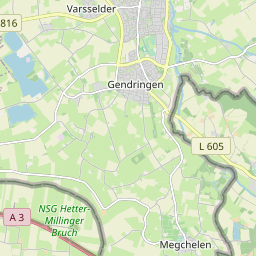 Varsselder
816
Gendringen
L 605
A 3
NSG Hetter-
Millinger
Bruch
Megchelen